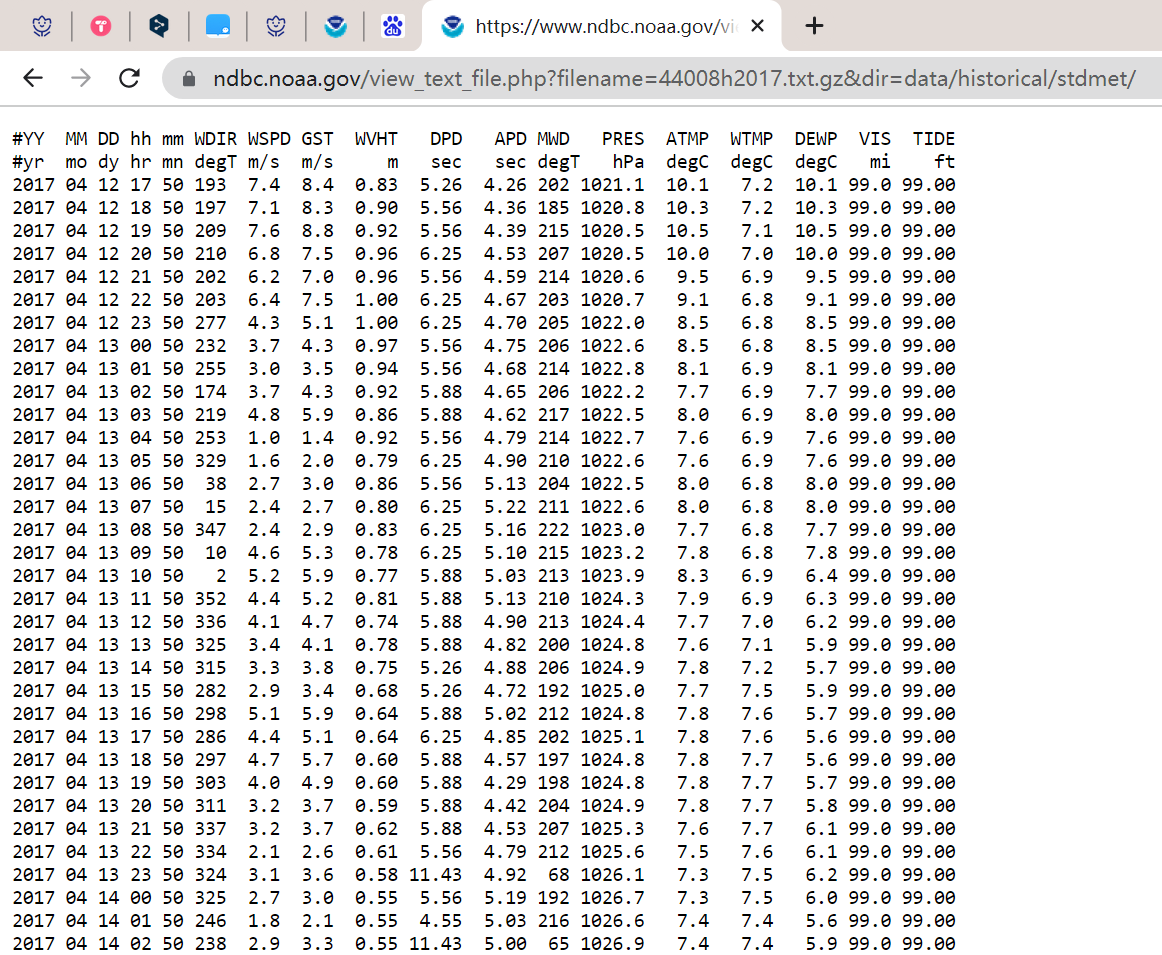 https://www.ndbc.noaa.gov/vi
ndbc.noaa.gov/view_text_file.php?filename=44008h2017.txt.gz&dir=data/historical/stdmet/
#YY MM DD hh mm WDIR WSPD GST WVHT DPD APD MWD PRES ATMP WTMP DEWP VIS TIDE
#yr mo dy hr mn degT m/s m/s m sec sec degT hPa degC degC degC mi ft
2017 04 12 17 50 193 7.4 8.4 0.83 5.26 4.26 202 1021.1 10.1 7.2 10.1 99.0 99.00
2017 04 12 18 50 197 7.1 8.3 0.90 5.56 4.36 185 1020.8 10.3 7.2 10.3 99.0 99.00
2017 04 12 19 50 209 7.6 8.8 0.92 5.56 4.39 215 1020.5 10.5 7.1 10.5 99.0 99.00
2017 04 12 20 50 210 6.8 7.5 0.96 6.25 4.53 207 1020.5 10.0 7.0 10.0 99.0 99.00
2017 04 12 21 50 202 6.2 7.0 0.96 5.56 4.59 214 1020.6 9.5 6.9 9.5 99.0 99.00
2017 04 12 22 50 203 6.4 7.5 1.00 6.25 4.67 203 1020.7 9.1 6.8 9.1 99.0 99.00
2017 04 12 23 50 277 4.3 5.1 1.00 6.25 4.70 205 1022.0 8.5 6.8 8.5 99.0 99.00
2017 04 13 00 50 232 3.7 4.3 0.97 5.56 4.75 206 1022.6 8.5 6.8 8.5 99.0 99.00
2017 04 13 01 50 255 3.0 3.5 0.94 5.56 4.68 214 1022.8 8.1 6.9 8.1 99.0 99.00
2017 04 13 02 50 174 3.7 4.3 0.92 5.88 4.65 206 1022.2 7.7 6.9 7.7 99.0 99.00
2017 04 13 03 50 219 4.8 5.9 0.86 5.88 4.62 217 1022.5 8.0 6.9 8.0 99.0 99.00
2017 04 13 04 50 253 1.0 1.4 0.92 5.56 4.79 214 1022.7 7.6 6.9 7.6 99.0 99.00
2017 04 13 05 50 329 1.6 2.0 0.79 6.25 4.90 210 1022.6 7.6 6.9 7.6 99.0 99.00
2017 04 13 06 50 38 2.7 3.0 0.86 5.56 5.13 204 1022.5 8.0 6.8 8.0 99.0 99.00
2017 04 13 07 50 15 2.4 2.7 0.80 6.25 5.22 211 1022.6 8.0 6.8 8.0 99.0 99.00
2017 04 13 08 50 347 2.4 2.9 0.83 6.25 5.16 222 1023.0 7.7 6.8 7.7 99.0 99.00
2017 04 13 09 50 10 4.6 5.3 0.78 6.25 5.10 215 1023.2 7.8 6.8 7.8 99.0 99.00
2017 04 13 10 50 2 5.2 5.9 0.77 5.88 5.03 213 1023.9 8.3 6.9 6.4 99.0 99.00
2017 04 13 11 50 352 4.4 5.2 0.81 5.88 5.13 210 1024.3 7.9 6.9 6.3 99.0 99.00
2017 04 13 12 50 336 4.1 4.7 0.74 5.88 4.90 213 1024.4 7.7 7.0 6.2 99.0 99.00
2017 04 13 13 50 325 3.4 4.1 0.78 5.88 4.82 200 1024.8 7.6 7.1 5.9 99.0 99.00
2017 04 13 14 50 315 3.3 3.8 0.75 5.26 4.88 206 1024.9 7.8 7.2 5.7 99.0 99.00
2017 04 13 15 50 282 2.9 3.4 0.68 5.26 4.72 192 1025.0 7.7 7.5 5.9 99.0 99.00
2017 04 13 16 50 298 5.1 5.9 0.64 5.88 5.02 212 1024.8 7.8 7.6 5.7 99.0 99.00
2017 04 13 17 50 286 4.4 5.1 0.64 6.25 4.85 202 1025.1 7.8 7.6 5.6 99.0 99.00
2017 04 13 18 50 297 4.7 5.7 0.60 5.88 4.57 197 1024.8 7.8 7.7 5.6 99.0 99.00
2017 04 13 19 50 303 4.0 4.9 0.60 5.88 4.29 198 1024.8 7.8 7.7 5.7 99.0 99.00
2017 04 13 20 50 311 3.2 3.7 0.59 5.88 4.42 204 1024.9 7.8 7.7 5.8 99.0 99.00
2017 04 13 21 50 337 3.2 3.7 0.62 5.88 4.53 207 1025.3 7.6 7.7 6.1 99.0 99.00
2017 04 13 22 50 334 2.1 2.6 0.61 5.56 4.79 212 1025.6 7.5 7.6 6.1 99.0 99.00
2017 04 13 23 50 324 3.1 3.6 0.58 11.43 4.92 68 1026.1 7.3 7.5 6.2 99.0 99.00
2017 04 14 00 50 325 2.7 3.0 0.55 5.56 5.19 192 1026.7 7.3 7.5 6.0 99.0 99.00
2017 04 14 01 50 246 1.8 2.1 0.55 4.55 5.03 216 1026.6 7.4 7.4 5.6 99.0 99.00
2017 04 14 02 50 238 2.9 3.3 0.55 11.43 5.00 65 1026.9 7.4 7.4 5.9 99.0 99.00